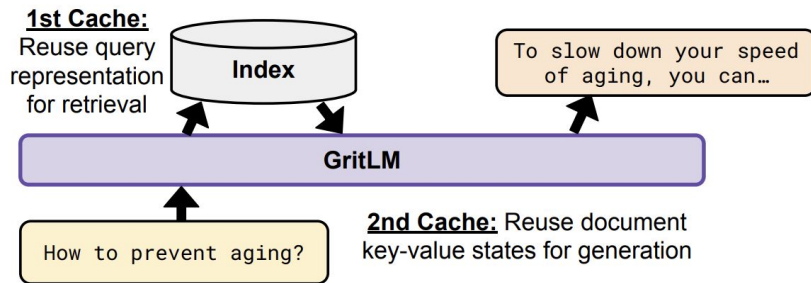 1st Cache:
Reuse query
representation
for retrieval
Index
To slow down your speed
of aging, you can…
GritLM
How to prevent aging?
2nd Cache: Reuse document
key-value states for generation